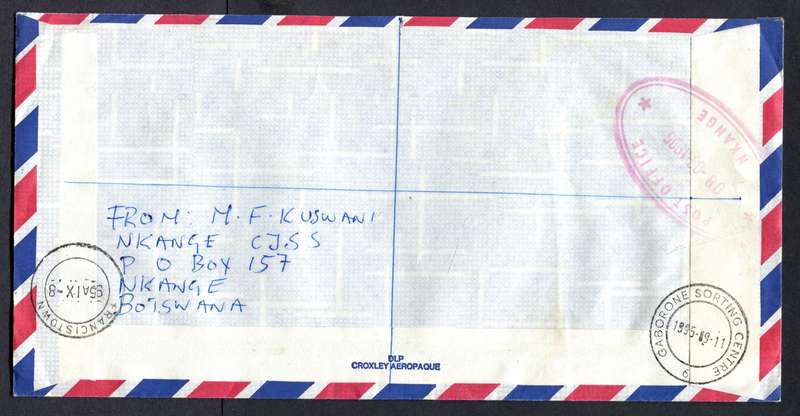 FROM: M. F. KUSWANI
NKANGE CJSS
P O BOX 157
NKANGE
BOTSWANA
POST OFFICE
NKANGE
FRANCISTOWN
GABORONE SORTING CENTRE
1995-09-11
9
DLP
CROXLEY AEROPAQUE